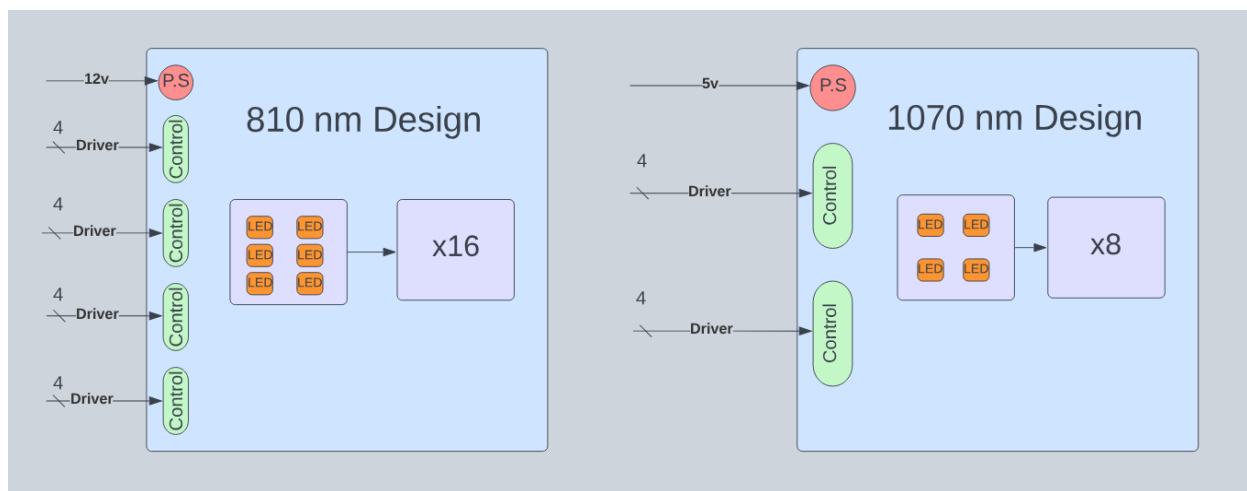 12v
P.S
810 nm Design
4
Driver
Control
4
Driver
Control
4
Driver
Control
4
Driver
Control
LED LED
LED LED
LED LED
x16
5v
P.S
1070 nm Design
4
Driver
Control
4
Driver
Control
LED LED
LED LED
x8